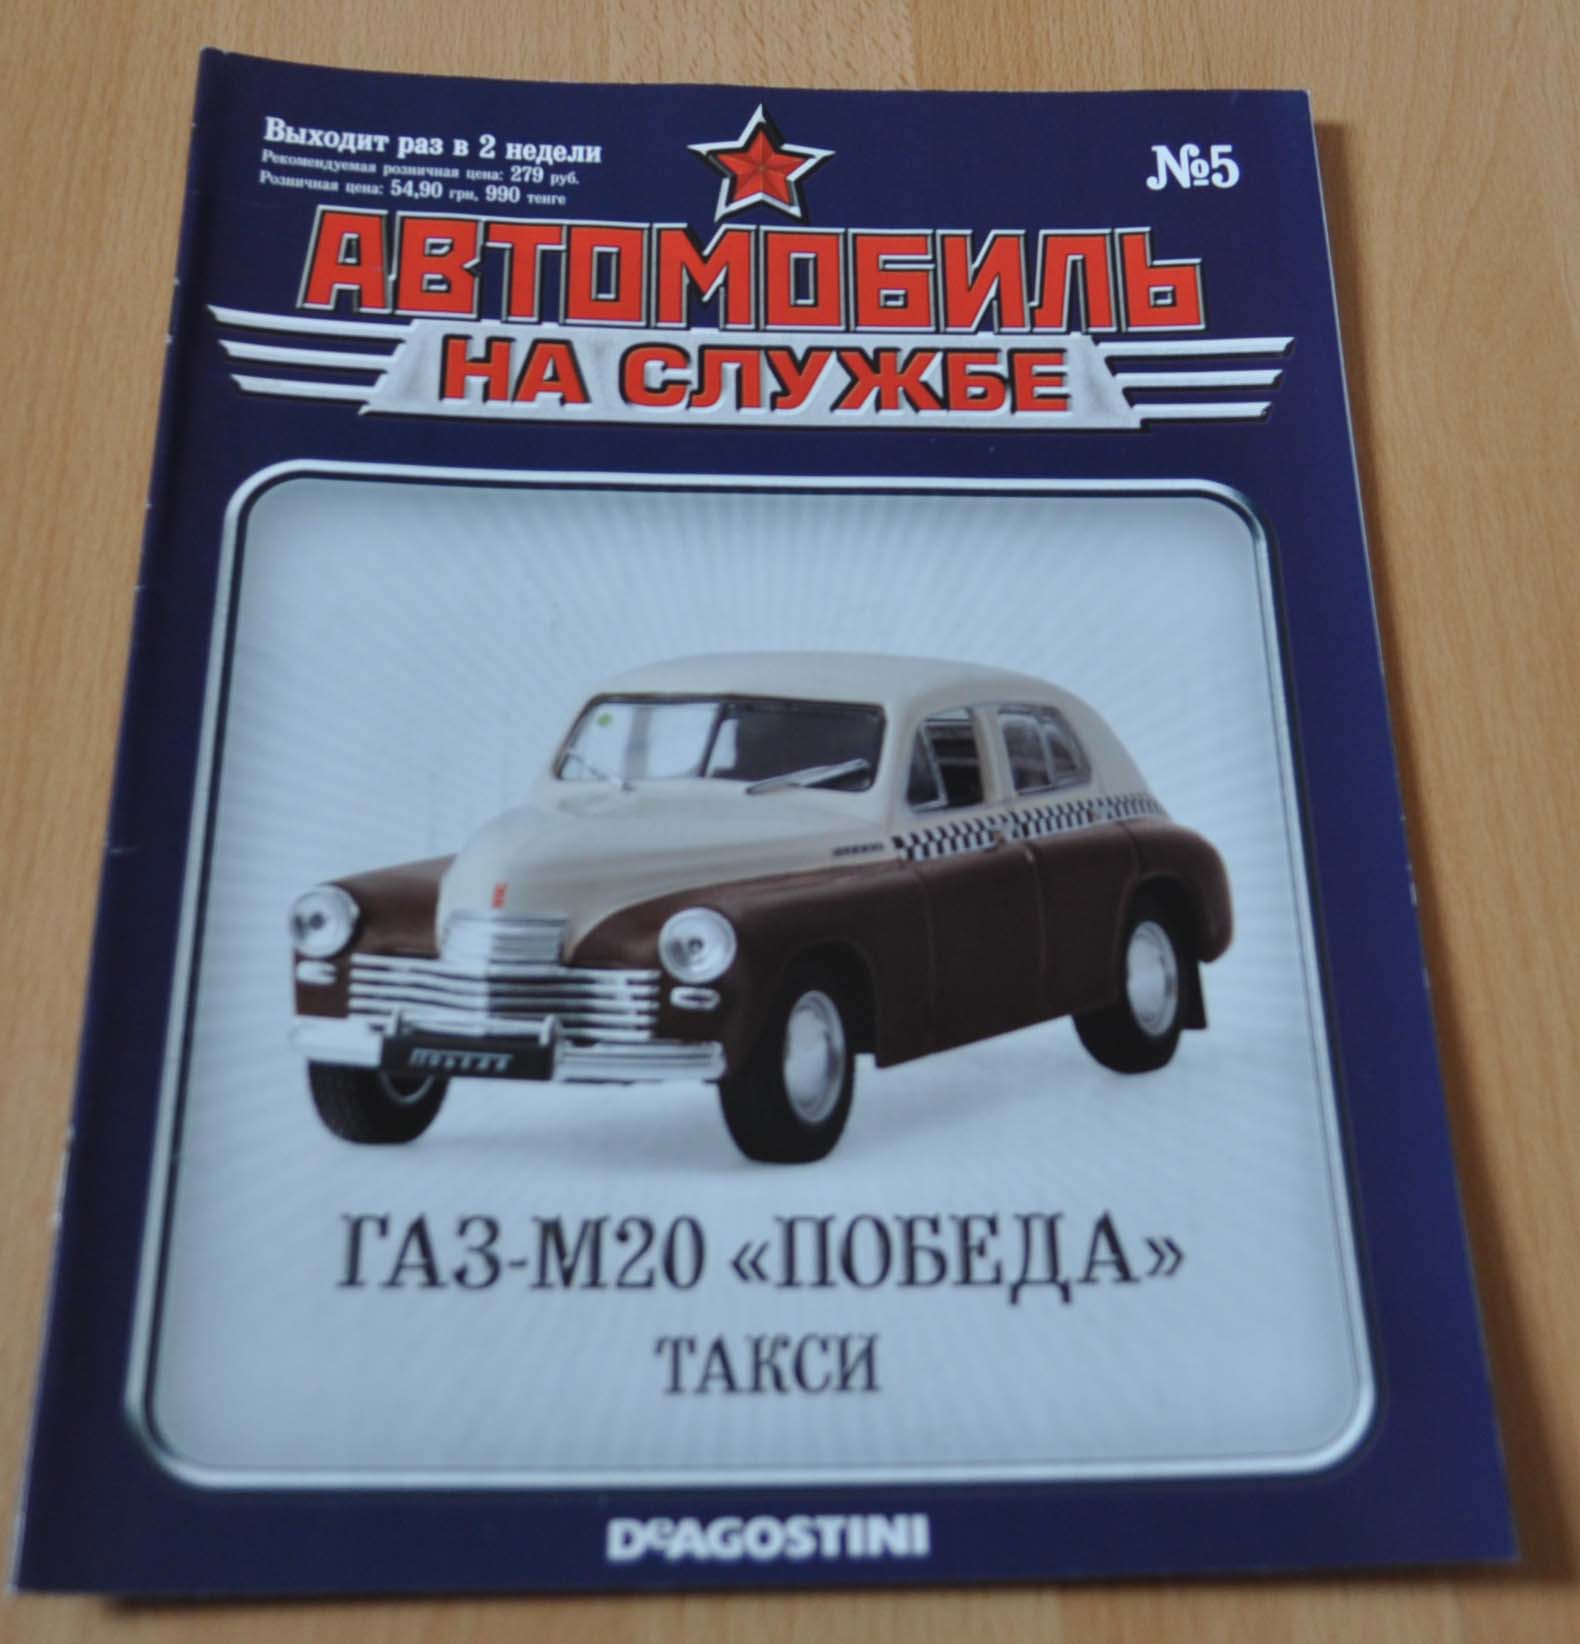 Выходит раз в 2 недели
Рекомендуемая розничная цена: 279 руб.
Розничная цена: 54,90 грн, 990 тенге
№5
АВТОМОБИЛЬ
НА СЛУЖБЕ
ПОБЕДА
ГАЗ-М20 «ПОБЕДА»
ТАКСИ
DeAGOSTINI